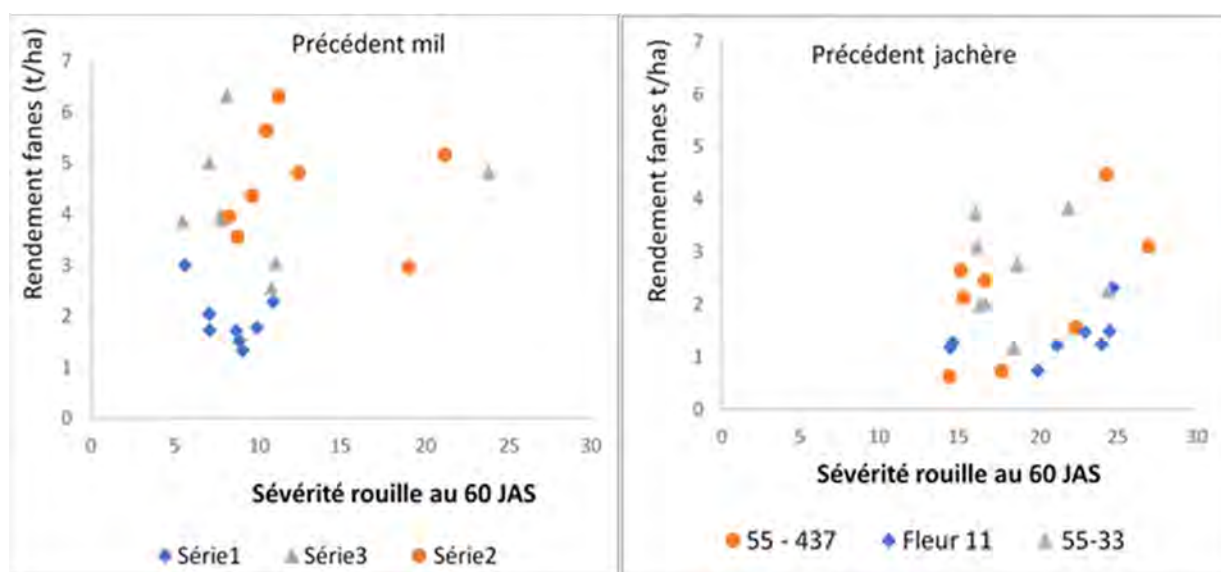 Précédent mil
Rendement fanes (t/ha)
7
6
5
4
3
2
1
0
0 5 10 15 20 25 30
Sévérité rouille au 60 JAS
Série1 Série3 Série2
Précédent jachère
Rendement fanes t/ha)
7
6
5
4
3
2
1
0
0 5 10 15 20 25 30
Sévérité rouille au 60 JAS
55 - 437 Fleur 11 55-33